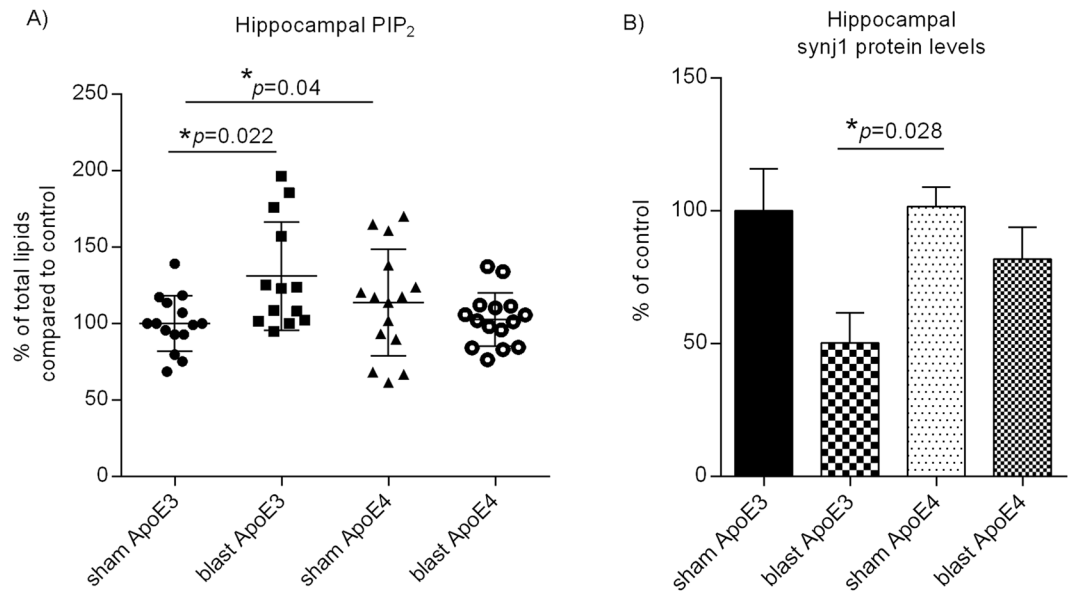 A)
Hippocampal PIP₂
*p=0.04
*p=0.022
% of total lipids
compared to control
250
200
150
100
50
0
sham ApoE3
blast ApoE3
sham ApoE4
blast ApoE4
B)
Hippocampal
synj1 protein levels
*p=0.028
% of control
150
100
50
0
sham ApoE3
blast ApoE3
sham ApoE4
blast ApoE4